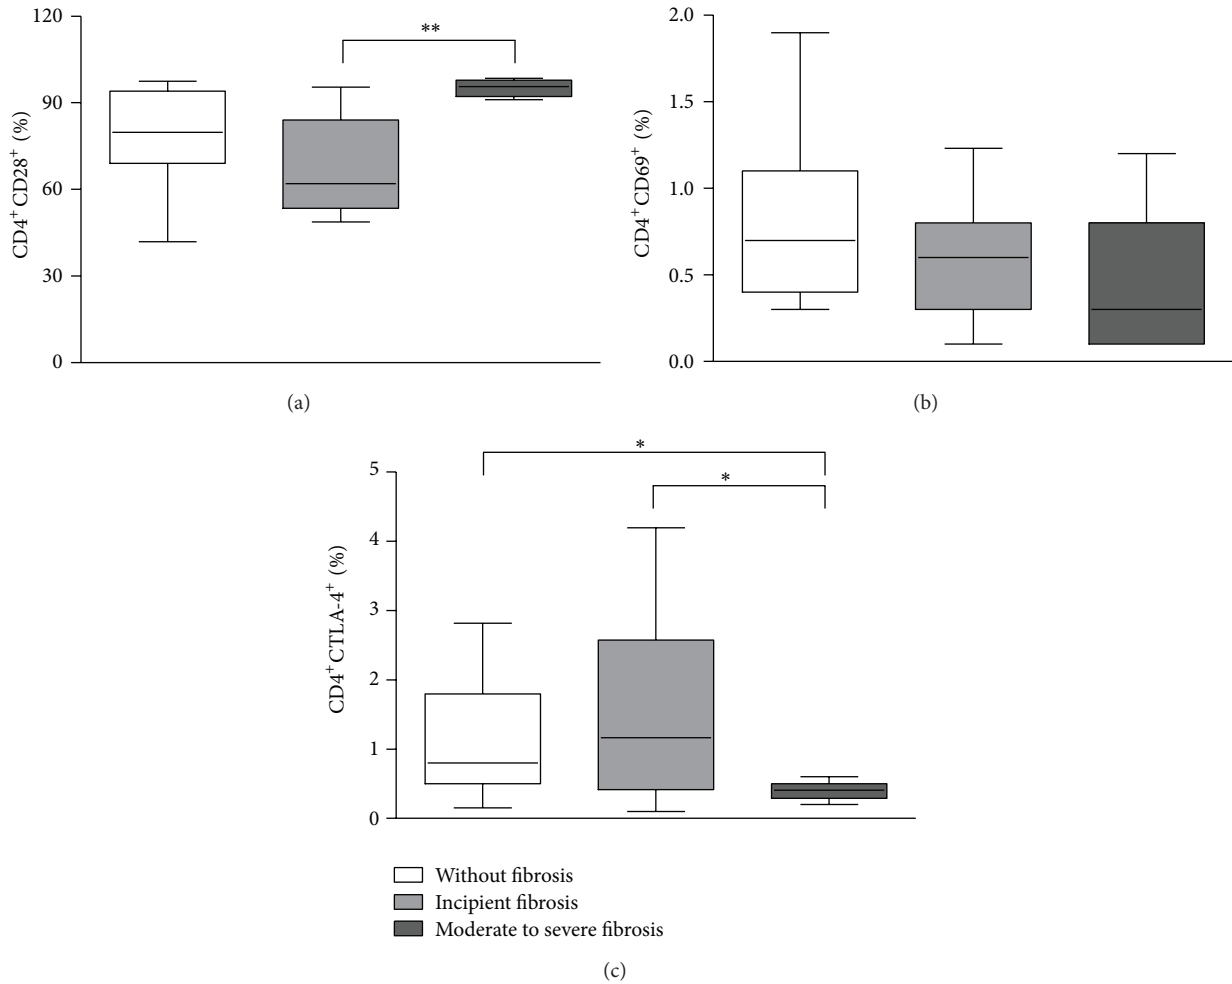 CD4⁺CD28⁺ (%)
120
90
60
30
0
**
(a)
CD4⁺CD69⁺ (%)
2.0
1.5
1.0
0.5
0.0
(b)
CD4⁺CTLA-4⁺ (%)
5
4
3
2
1
0
*
*
Without fibrosis
Incipient fibrosis
Moderate to severe fibrosis
(c)